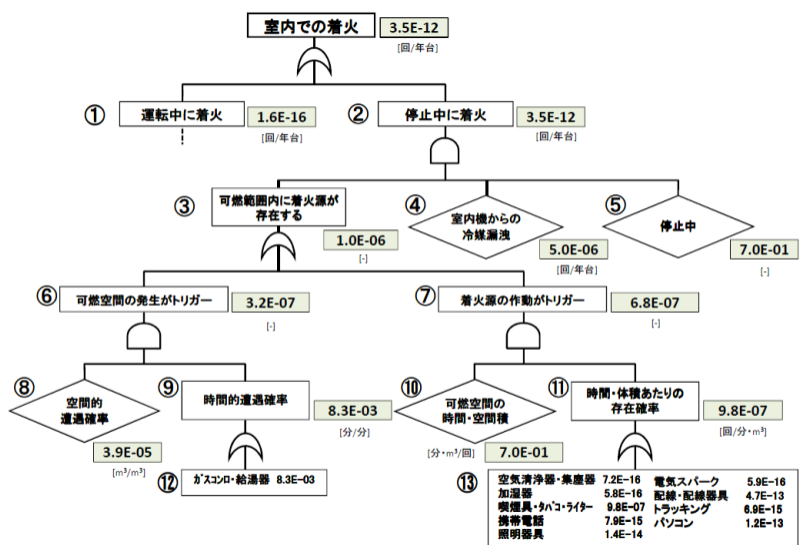 室内での着火
3.5E-12
[回/年台]
①
運転中に着火
1.6E-16
[回/年台]
②
停止中に着火
3.5E-12
[回/年台]
③
可燃範囲内に着火源が
存在する
1.0E-06
[-]
④
室内機からの
冷媒漏洩
5.0E-06
[回/年台]
⑤
停止中
7.0E-01
[-]
⑥
可燃空間の発生がトリガー
3.2E-07
[-]
⑦
着火源の作動がトリガー
6.8E-07
[-]
⑧
空間的
遭遇確率
3.9E-05
[m³/m³]
⑨
時間的遭遇確率
8.3E-03
[分/分]
⑩
可燃空間の
時間・空間積
[分・m³/回]
7.0E-01
⑪
時間・体積あたりの
存在確率
9.8E-07
[回/分・m³]
⑫
ガスコンロ・給湯器 8.3E-03
⑬
空気清浄器・集塵器 7.2E-16
加湿器 5.8E-16
喫煙具・タバコ・ライター 9.8E-07
携帯電話 7.9E-15
照明器具 1.4E-14
電気スパーク 5.9E-16
配線・配線器具 4.7E-13
トラッキング 6.9E-15
パソコン 1.2E-13